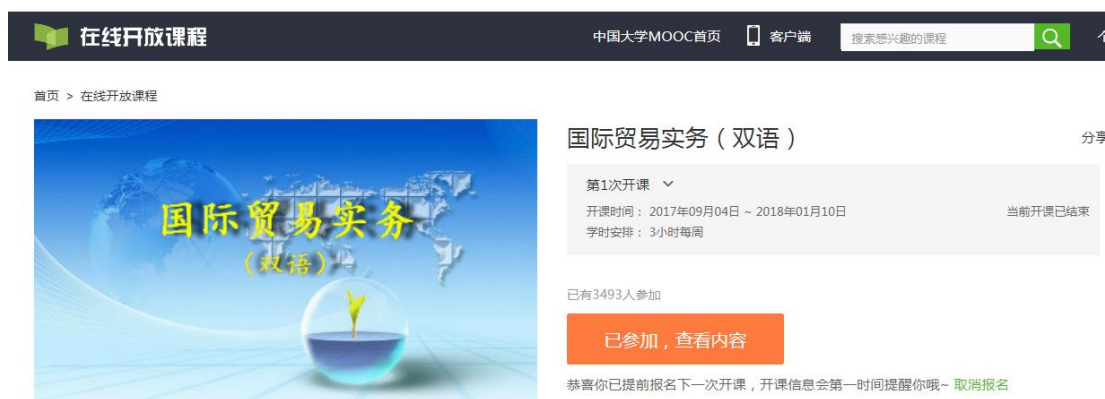 在线开放课程
中国大学MOOC首页 客户端 搜索感兴趣的课程
首页 > 在线开放课程
国际贸易实务
(双语)
国际贸易实务(双语)
分享
第1次开课
开课时间: 2017年09月04日 ~ 2018年01月10日
当前开课已结束
学时安排: 3小时每周
已有3493人参加
已参加,查看内容
恭喜你已提前报名下一次开课,开课信息会第一时间提醒你哦~ 取消报名